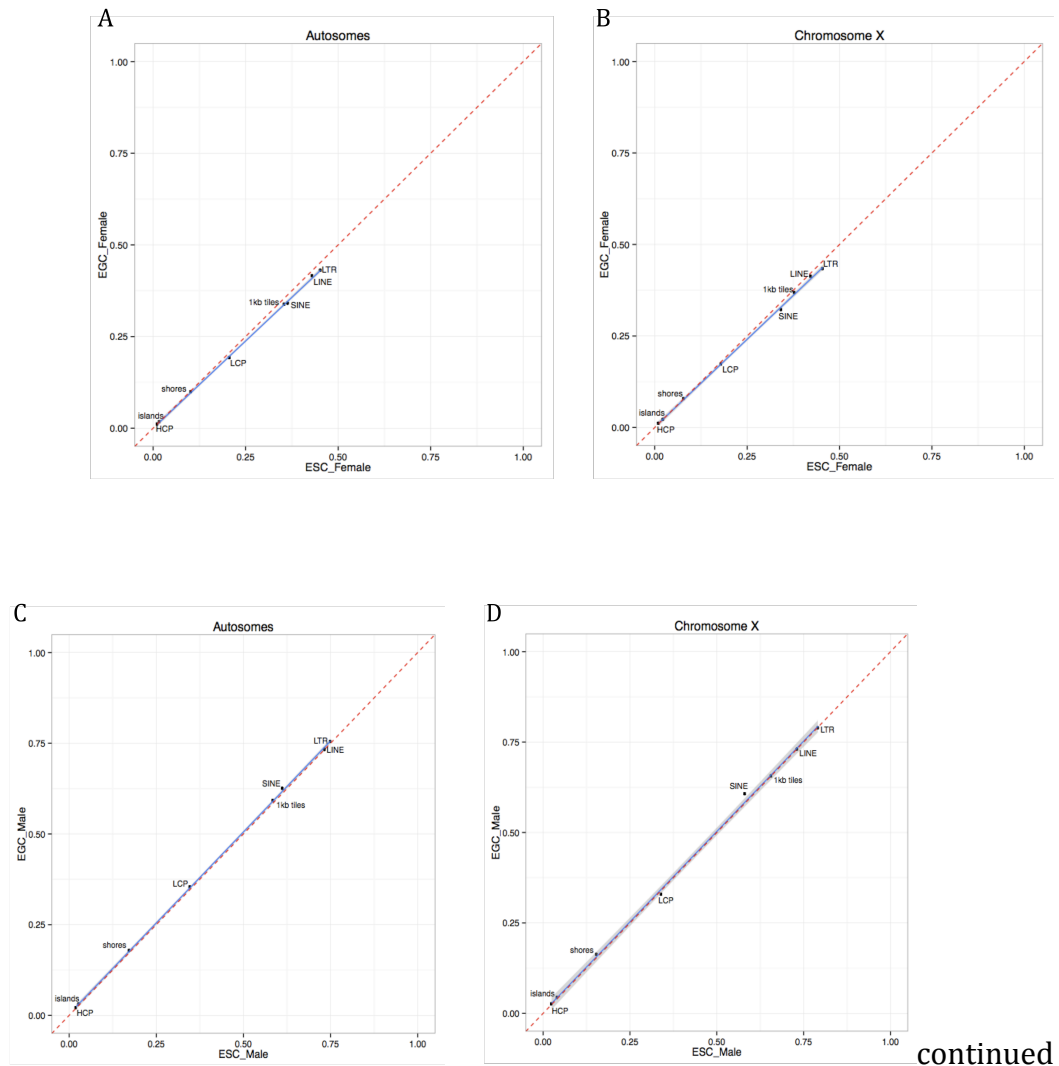 A
Autosomes
1.00
0.75
0.50
0.25
0.00
EGC_Female
LTR
LINE
1kb tiles
SINE
LCP
shores
islands
HCP
0.00 0.25 0.50 0.75 1.00
ESC_Female
B
Chromosome X
1.00
0.75
0.50
0.25
0.00
EGC_Female
LTR
LINE
1kb tiles
SINE
LCP
shores
islands
HCP
0.00 0.25 0.50 0.75 1.00
ESC_Female
C
Autosomes
1.00
0.75
0.50
0.25
0.00
EGC_Male
LTR
LINE
SINE
1kb tiles
LCP
shores
islands
HCP
0.00 0.25 0.50 0.75 1.00
ESC_Male
D
Chromosome X
1.00
0.75
0.50
0.25
0.00
EGC_Male
LTR
LINE
1kb tiles
SINE
LCP
shores
islands
HCP
0.00 0.25 0.50 0.75 1.00
ESC_Male
continued